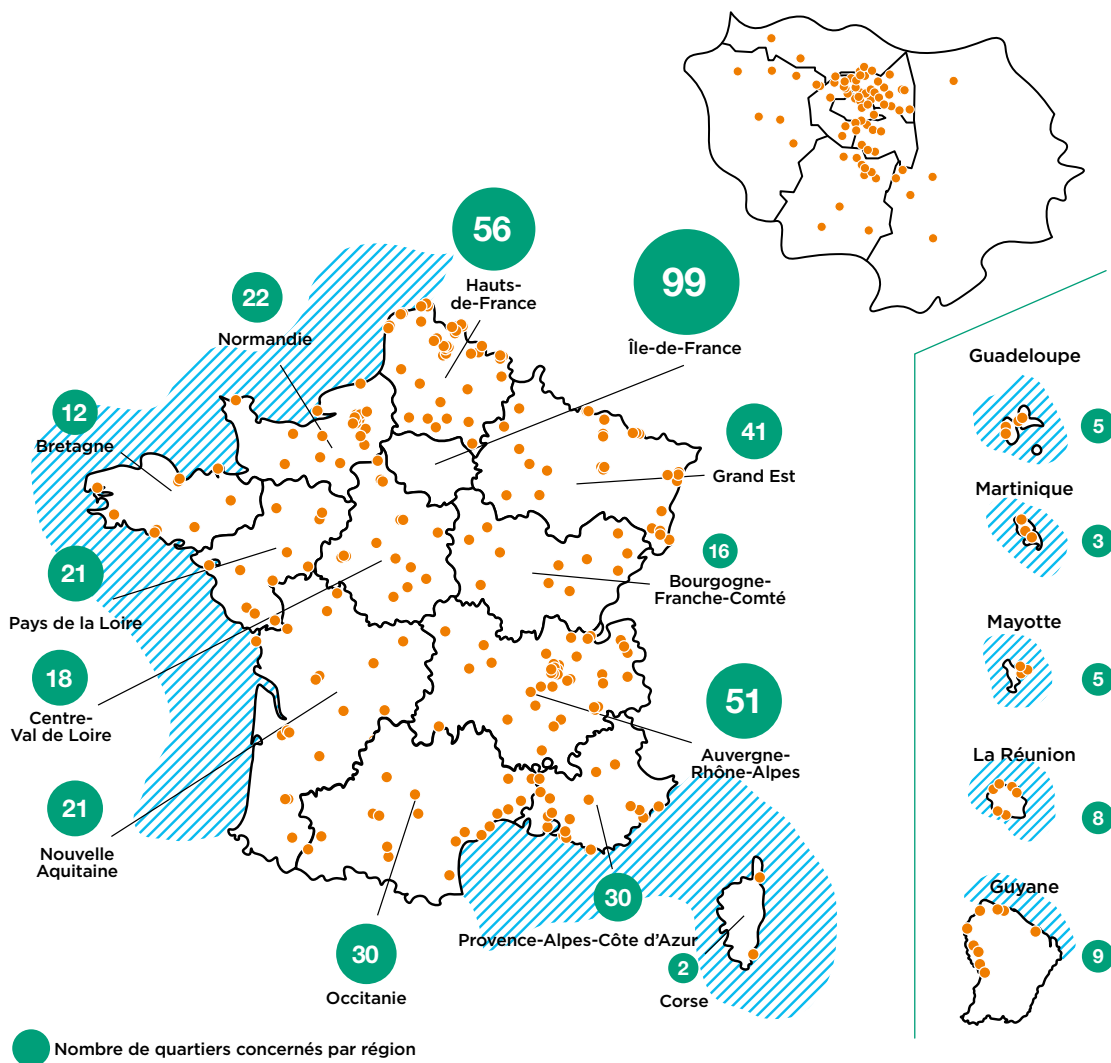 56
Hauts-
de-France
99
Île-de-France
22
Normandie
12
Bretagne
41
Grand Est
16
Bourgogne-
Franche-Comté
21
Pays de la Loire
18
Centre-
Val de Loire
51
Auvergne-
Rhône-Alpes
21
Nouvelle
Aquitaine
30
Provence-Alpes-Côte d'Azur
30
Occitanie
2
Corse
Guadeloupe
5
Martinique
3
Mayotte
5
La Réunion
8
Guyane
9
Nombre de quartiers concernés par région